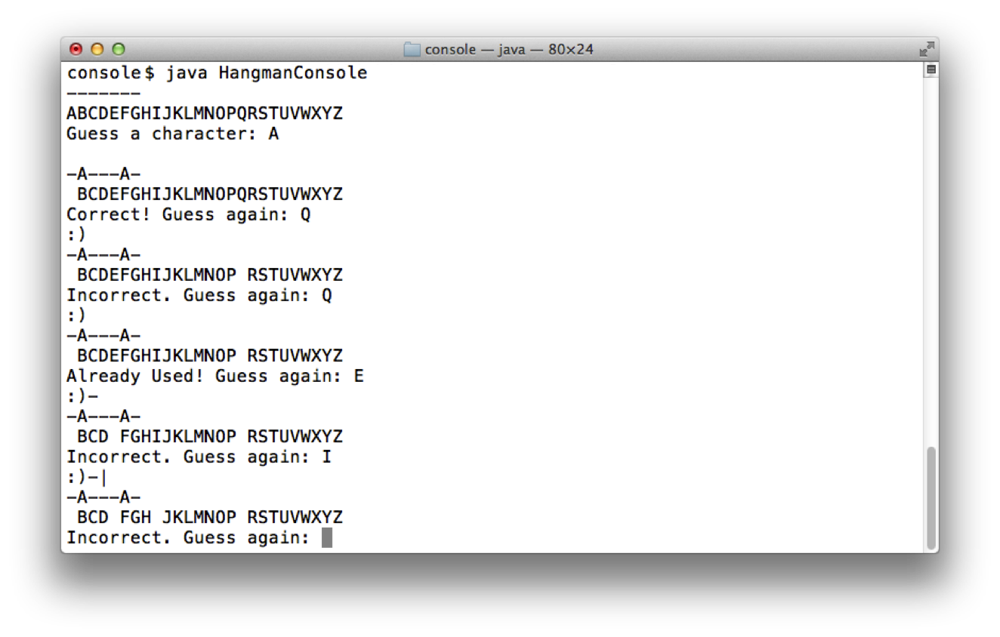 console — java — 80×24
console$ java HangmanConsole
-------
ABCDEFGHIJKLMNOPQRSTUVWXYZ
Guess a character: A
-A---A-
 BCDEFGHIJKLMNOPQRSTUVWXYZ
Correct! Guess again: Q
:)
-A---A-
 BCDEFGHIJKLMNOP RSTUVWXYZ
Incorrect. Guess again: Q
:)
-A---A-
 BCDEFGHIJKLMNOP RSTUVWXYZ
Already Used! Guess again: E
:)-
-A---A-
 BCD FGHIJKLMNOP RSTUVWXYZ
Incorrect. Guess again: I
:)-|
-A---A-
 BCD FGH JKLMNOP RSTUVWXYZ
Incorrect. Guess again: